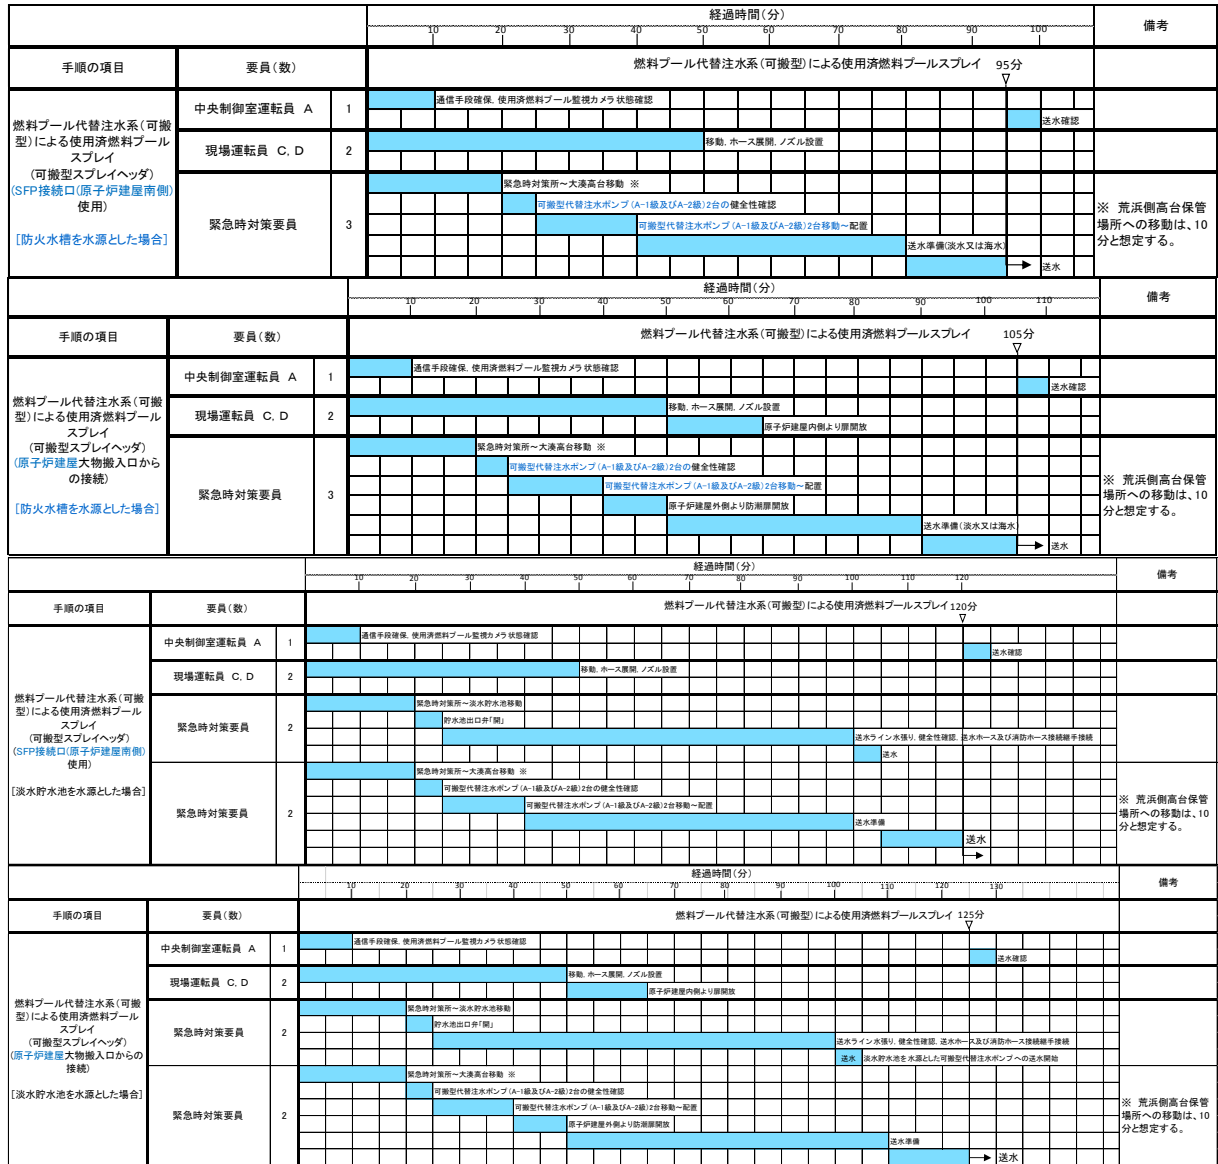 経過時間(分)
備考
10 20 30 40 50 60 70 80 90 100
手順の項目
要員(数)
燃料プール代替注水系(可搬型)による使用済燃料プールスプレイ 95分
燃料プール代替注水系(可搬
型)による使用済燃料プール
スプレイ
(可搬型スプレイヘッダ)
(SFP接続口(原子炉建屋南側)
使用)
[防火水槽を水源とした場合]
中央制御室運転員 A
1
通信手段確保、使用済燃料プール監視カメラ状態確認
送水確認
現場運転員 C, D
2
移動、ホース展開、ノズル設置
緊急時対策要員
3
緊急時対策所~大湊高台移動 ※
可搬型代替注水ポンプ(A-1級及びA-2級)2台の健全性確認
可搬型代替注水ポンプ(A-1級及びA-2級)2台移動~配置
送水準備(淡水又は海水)
送水
※ 荒浜側高台保管
場所への移動は、10
分と想定する。
経過時間(分)
備考
10 20 30 40 50 60 70 80 90 100 110
手順の項目
要員(数)
燃料プール代替注水系(可搬型)による使用済燃料プールスプレイ 105分
燃料プール代替注水系(可搬
型)による使用済燃料プール
スプレイ
(可搬型スプレイヘッダ)
(原子炉建屋大物搬入口から
の接続)
[防火水槽を水源とした場合]
中央制御室運転員 A
1
通信手段確保、使用済燃料プール監視カメラ状態確認
送水確認
現場運転員 C, D
2
移動、ホース展開、ノズル設置
原子炉建屋内側より扉開放
緊急時対策要員
3
緊急時対策所~大湊高台移動 ※
可搬型代替注水ポンプ(A-1級及びA-2級)2台の健全性確認
可搬型代替注水ポンプ(A-1級及びA-2級)2台移動~配置
原子炉建屋外側より防潮扉開放
送水準備(淡水又は海水)
送水
※ 荒浜側高台保管
場所への移動は、10
分と想定する。
経過時間(分)
備考
10 20 30 40 50 60 70 80 90 100 110 120
手順の項目
要員(数)
燃料プール代替注水系(可搬型)による使用済燃料プールスプレイ 120分
燃料プール代替注水系(可搬
型)による使用済燃料プール
スプレイ
(可搬型スプレイヘッダ)
(SFP接続口(原子炉建屋南側)
使用)
[淡水貯水池を水源とした場合]
中央制御室運転員 A
1
通信手段確保、使用済燃料プール監視カメラ状態確認
送水確認
現場運転員 C, D
2
移動、ホース展開、ノズル設置
緊急時対策要員
2
緊急時対策所~淡水貯水池移動
貯水池出口弁「開」
送水ライン水張り、健全性確認、送水ホース及び消防ホース接続継手接続
送水
緊急時対策要員
2
緊急時対策所~大湊高台移動 ※
可搬型代替注水ポンプ(A-1級及びA-2級)2台の健全性確認
可搬型代替注水ポンプ(A-1級及びA-2級)2台移動~配置
送水準備
送水
※ 荒浜側高台保管
場所への移動は、10
分と想定する。
経過時間(分)
備考
10 20 30 40 50 60 70 80 90 100 110 120 130
手順の項目
要員(数)
燃料プール代替注水系(可搬型)による使用済燃料プールスプレイ 125分
燃料プール代替注水系(可搬
型)による使用済燃料プール
スプレイ
(可搬型スプレイヘッダ)
(原子炉建屋大物搬入口からの
接続)
[淡水貯水池を水源とした場合]
中央制御室運転員 A
1
通信手段確保、使用済燃料プール監視カメラ状態確認
送水確認
現場運転員 C, D
2
移動、ホース展開、ノズル設置
原子炉建屋内側より扉開放
緊急時対策要員
2
緊急時対策所~淡水貯水池移動
貯水池出口弁「開」
送水ライン水張り、健全性確認、送水ホース及び消防ホース接続継手接続
送水 淡水貯水池を水源とした可搬型代替注水ポンプへの送水開始
緊急時対策要員
2
緊急時対策所~大湊高台移動 ※
可搬型代替注水ポンプ(A-1級及びA-2級)2台の健全性確認
可搬型代替注水ポンプ(A-1級及びA-2級)2台移動~配置
原子炉建屋外側より防潮扉開放
送水準備
送水
※ 荒浜側高台保管
場所への移動は、10
分と想定する。